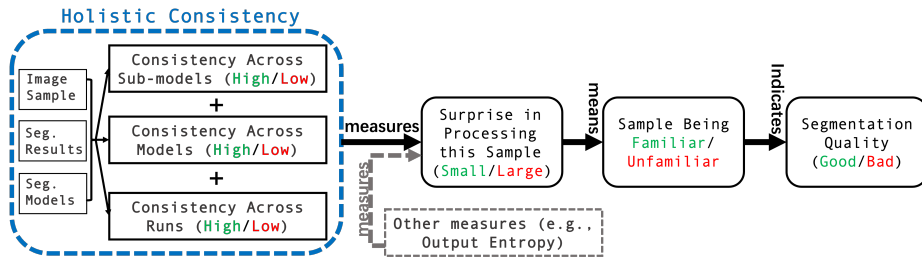 Holistic Consistency
Image
Sample
Seg.
Results
Seg.
Models
Consistency Across
Sub-models (High/Low)
+
Consistency Across
Models (High/Low)
+
Consistency Across
Runs (High/Low)
measures
measures
Surprise in
Processing
this Sample
(Small/Large)
Other measures (e.g.,
Output Entropy)
means
Sample Being
Familiar/
Unfamiliar
Indicates
Segmentation
Quality
(Good/Bad)